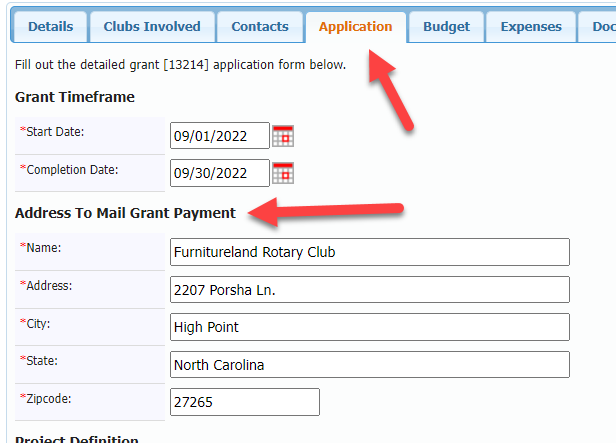 Details Clubs Involved Contacts Application Budget Expenses Doc
Fill out the detailed grant [13214] application form below.
Grant Timeframe
*Start Date: 09/01/2022
*Completion Date: 09/30/2022
Address To Mail Grant Payment
*Name: Furnitureland Rotary Club
*Address: 2207 Porsha Ln.
*City: High Point
*State: North Carolina
*Zipcode: 27265
Project Definition